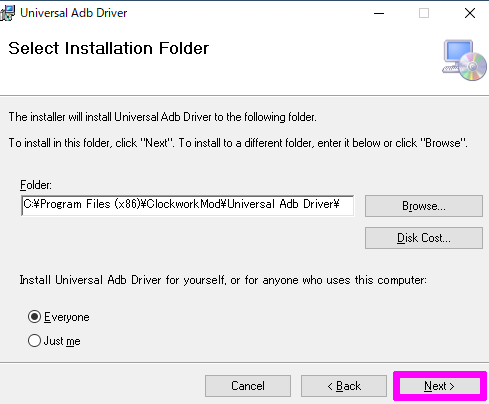 Universal Adb Driver
Select Installation Folder
The installer will install Universal Adb Driver to the following folder.
To install in this folder, click "Next". To install to a different folder, enter it below or click "Browse".
Folder:
C:¥Program Files (x86)¥ClockworkMod¥Universal Adb Driver¥
Browse...
Disk Cost...
Install Universal Adb Driver for yourself, or for anyone who uses this computer:
Everyone
Just me
Cancel
< Back
Next >